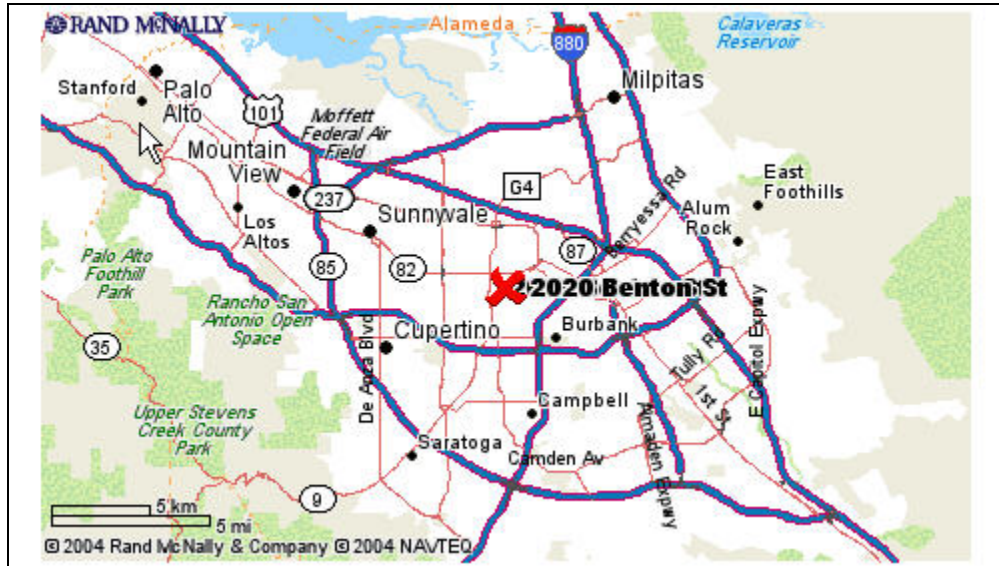 RAND McNALLY
Alameda
Calaveras
Reservoir
880
Milpitas
Stanford
Palo
Alto
101
Moffett
Federal Air
Field
Mountain
View
237
G4
East
Foothills
Berryessa Rd
Alum
Rock
Los
Altos
Sunnyvale
87
Palo Alto
Foothill
Park
85
82
2020 Benton St
Rancho San
Antonio Open
Space
Cupertino
Burbank
35
De Anza Blvd
Tully Rd
E Capitol Expwy
1st St
Upper Stevens
Creek County
Park
Campbell
Almaden Expwy
Saratoga
Camden Av
9
5 km
5 mi
© 2004 Rand McNally & Company © 2004 NAVTEQ